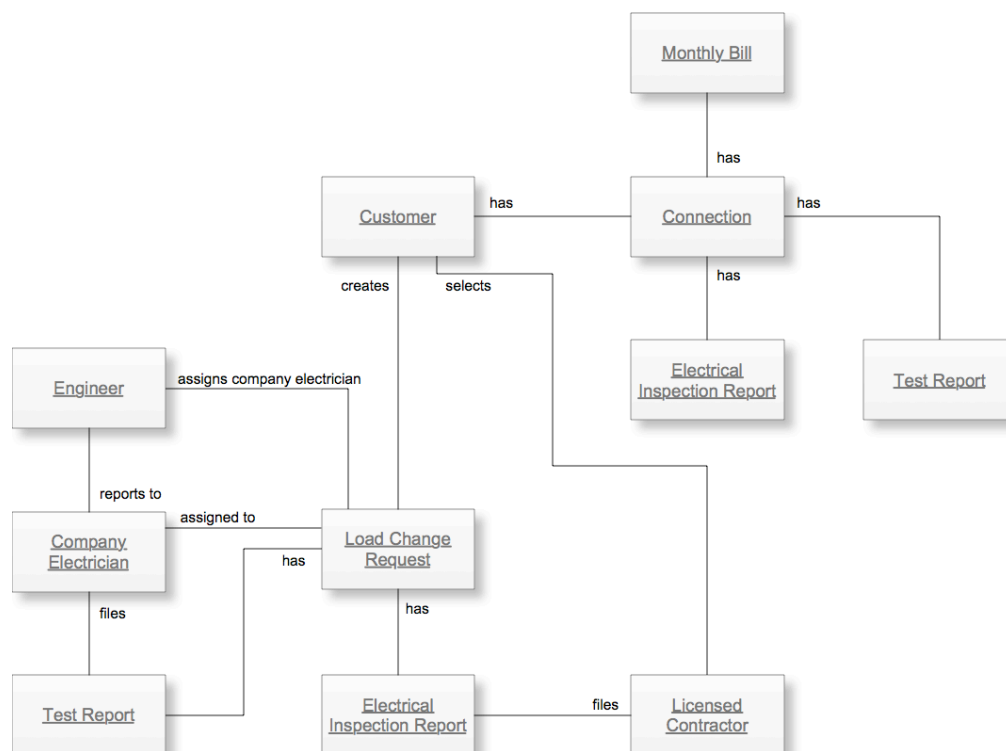 Monthly Bill
has
Customer
has
Connection
has
creates
selects
has
Engineer
assigns company electrician
Electrical
Inspection Report
Test Report
reports to
Company
Electrician
assigned to
has
Load Change
Request
files
has
Test Report
Electrical
Inspection Report
files
Licensed
Contractor